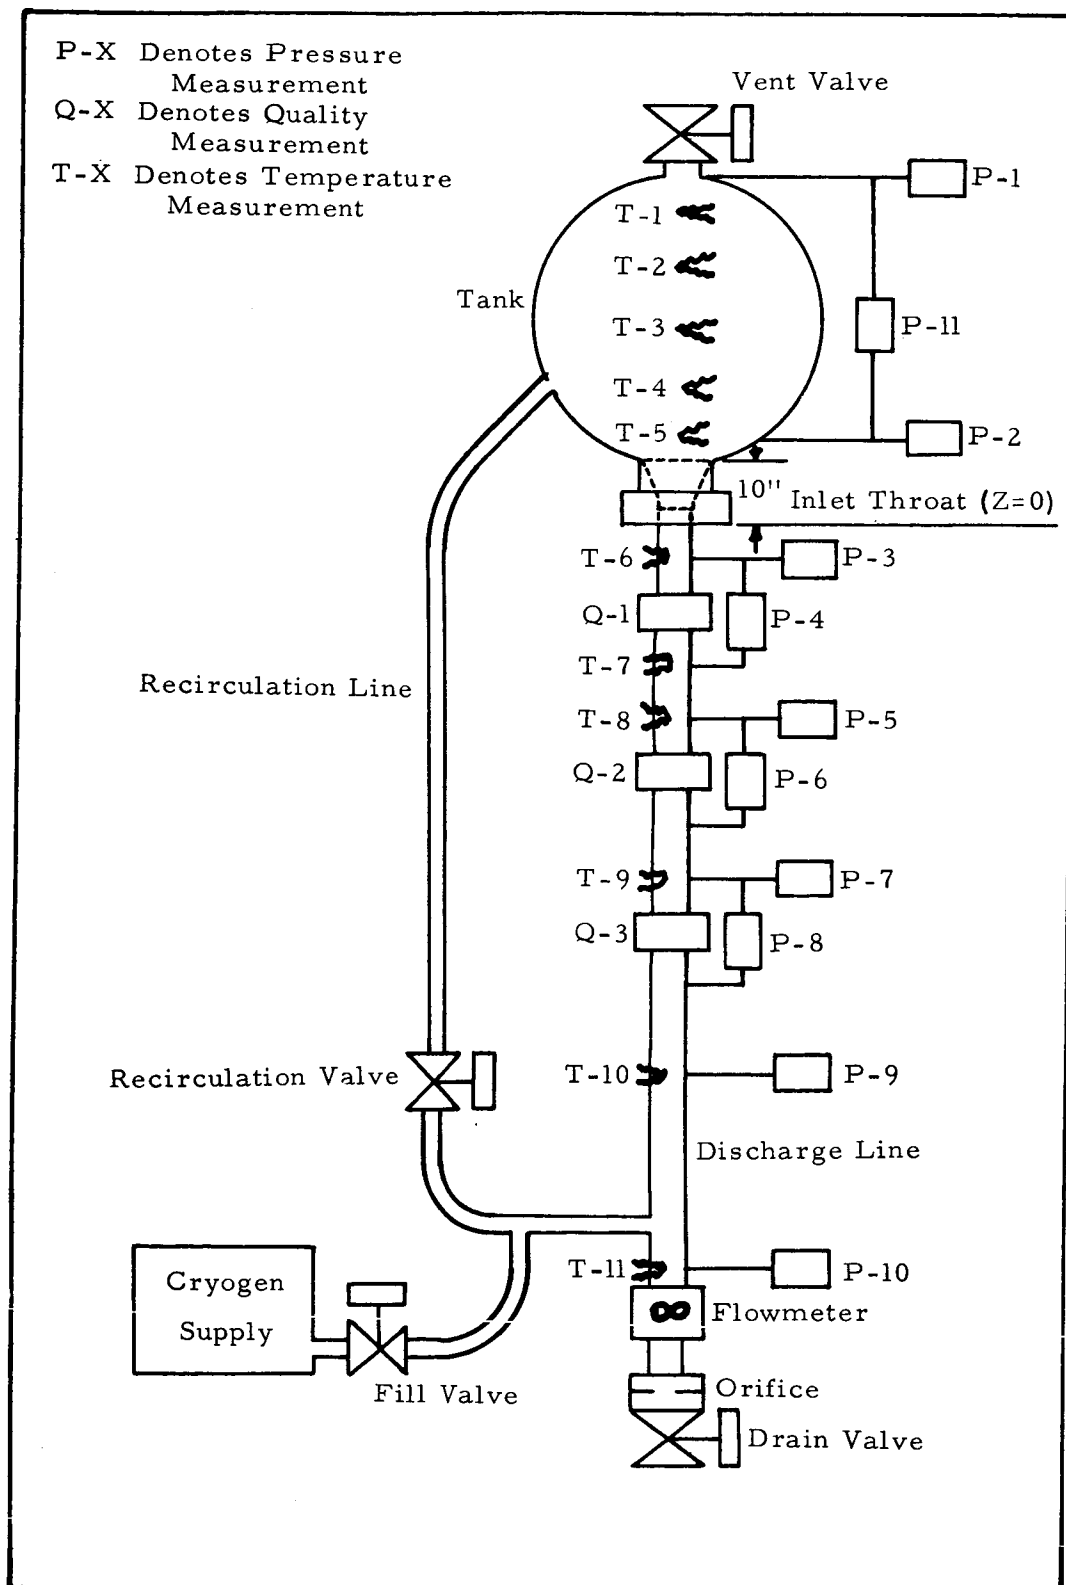 P-X Denotes Pressure
Measurement
Q-X Denotes Quality
Measurement
T-X Denotes Temperature
Measurement
Vent Valve
P-1
T-1
T-2
Tank
T-3
P-11
T-4
T-5
P-2
10"
Inlet Throat (Z=0)
T-6
P-3
Q-1
P-4
T-7
Recirculation Line
T-8
P-5
Q-2
P-6
T-9
P-7
Q-3
P-8
Recirculation Valve
T-10
P-9
Discharge Line
T-11
P-10
Cryogen
Supply
Flowmeter
Fill Valve
Orifice
Drain Valve